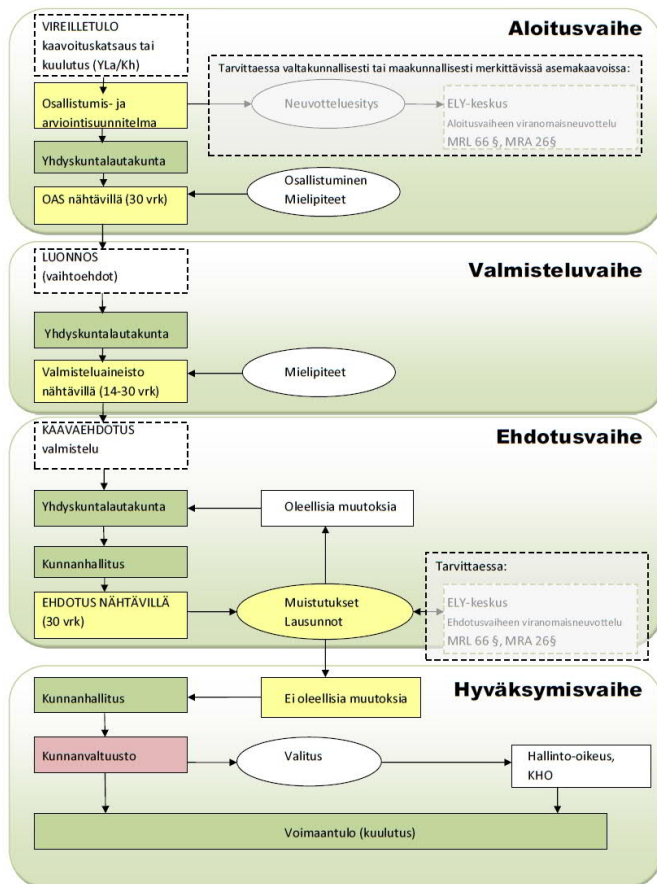 Aloitusvaihe
VIREILLETULO
kaavoituskatsaus tai
kuulutus (YLa/Kh)
Tarvittaessa valtakunnallisesti tai maakunnallisesti merkittävissä asemakaavoissa:
Osallistumis- ja
arviointisuunnitelma
Neuvotteluesitys
ELY-keskus
Aloitusvaiheen viranomaisneuvottelu
MRL 66 §, MRA 26§
Yhdyskuntalautakunta
OAS nähtävillä (30 vrk)
Osallistuminen
Mielipiteet
Valmisteluvaihe
LUONNOS
(vaihtoehdot)
Yhdyskuntalautakunta
Valmisteluaineisto
nähtävillä (14-30 vrk)
Mielipiteet
Ehdotusvaihe
KAAVAEHDOTUS
valmistelu
Yhdyskuntalautakunta
Oleellisia muutoksia
Kunnanhallitus
EHDOTUS NÄHTÄVILLÄ
(30 vrk)
Muistutukset
Lausunnot
Tarvittaessa:
ELY-keskus
Ehdotusvaiheen viranomaisneuvottelu
MRL 66 §, MRA 26§
Hyväksymisvaihe
Kunnanhallitus
Ei oleellisia muutoksia
Kunnanvaltuusto
Valitus
Hallinto-oikeus,
KHO
Voimaantulo (kuulutus)